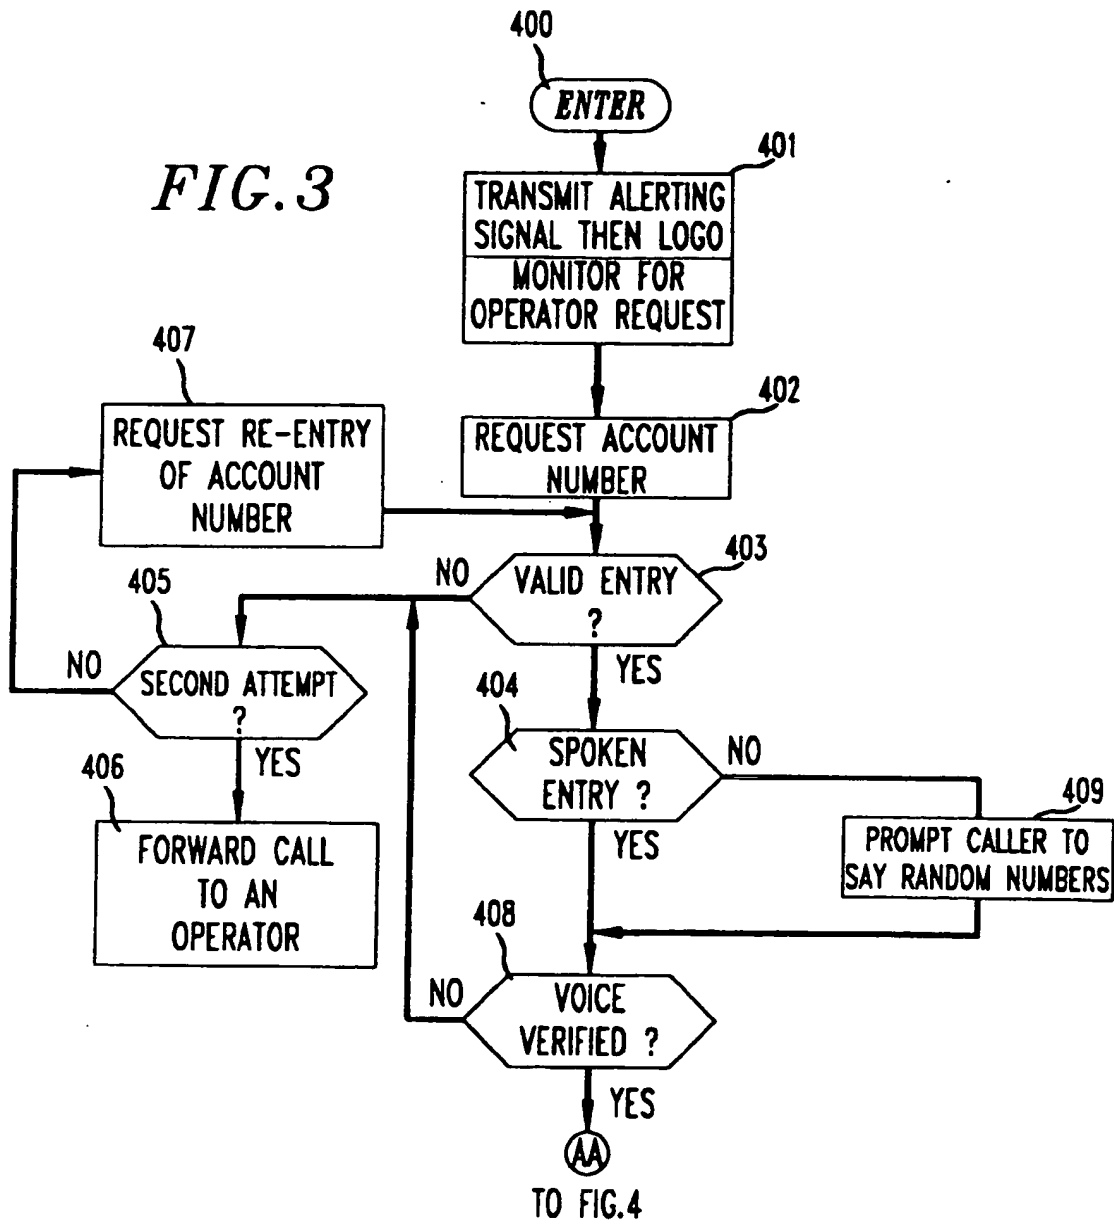 400
ENTER
FIG.3
401
TRANSMIT ALERTING
SIGNAL THEN LOGO
MONITOR FOR
OPERATOR REQUEST
407
REQUEST RE-ENTRY
OF ACCOUNT
NUMBER
402
REQUEST ACCOUNT
NUMBER
403
VALID ENTRY
?
NO
YES
405
SECOND ATTEMPT
?
NO
YES
406
FORWARD CALL
TO AN
OPERATOR
404
SPOKEN
ENTRY ?
NO
YES
409
PROMPT CALLER TO
SAY RANDOM NUMBERS
408
VOICE
VERIFIED ?
NO
YES
AA
TO FIG.4